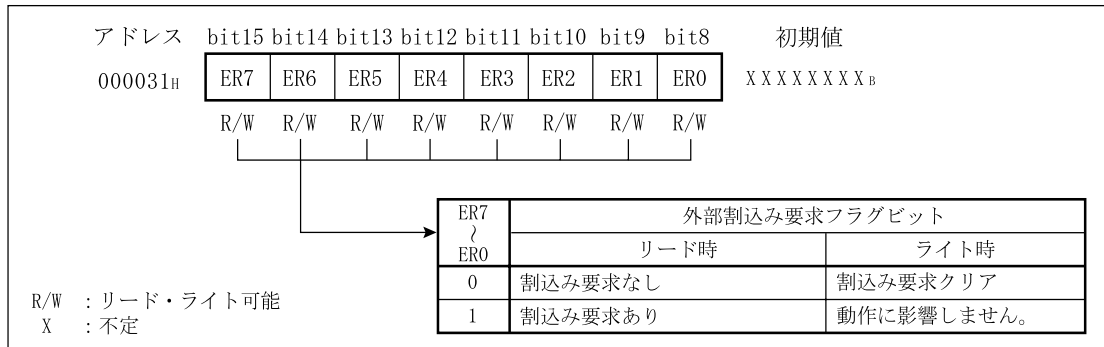 アドレス bit15 bit14 bit13 bit12 bit11 bit10 bit9 bit8 初期値
000031H ER7 ER6 ER5 ER4 ER3 ER2 ER1 ER0 XXXXXXXXB
R/W R/W R/W R/W R/W R/W R/W R/W
ER7
~
ER0
外部割込み要求フラグビット
リード時 ライト時
0 割込み要求なし 割込み要求クリア
1 割込み要求あり 動作に影響しません。
R/W :リード・ライト可能
X :不定